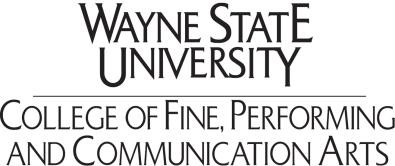 WAYNE STATE
UNIVERSITY
COLLEGE OF FINE, PERFORMING
AND COMMUNICATION ARTS